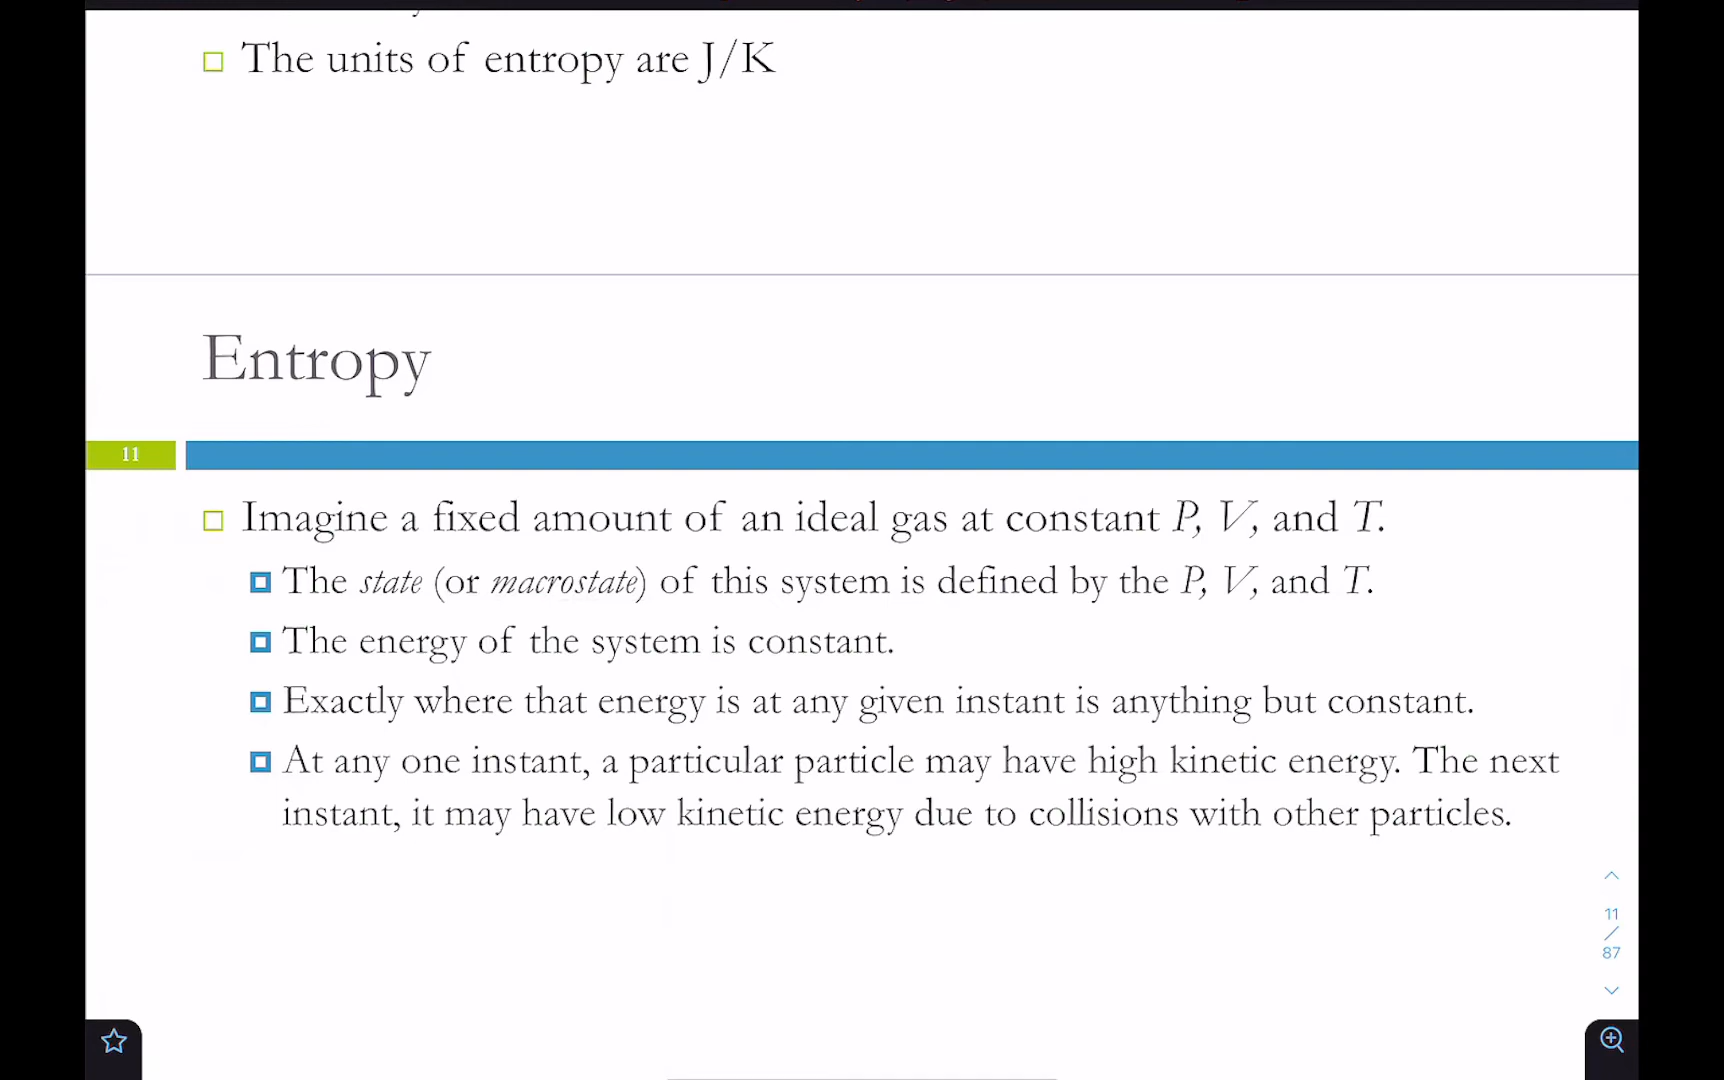 The units of entropy are J/K
Entropy
11
Imagine a fixed amount of an ideal gas at constant P, V, and T.
The state (or macrostate) of this system is defined by the P, V, and T.
The energy of the system is constant.
Exactly where that energy is at any given instant is anything but constant.
At any one instant, a particular particle may have high kinetic energy. The next
instant, it may have low kinetic energy due to collisions with other particles.
11
/
87